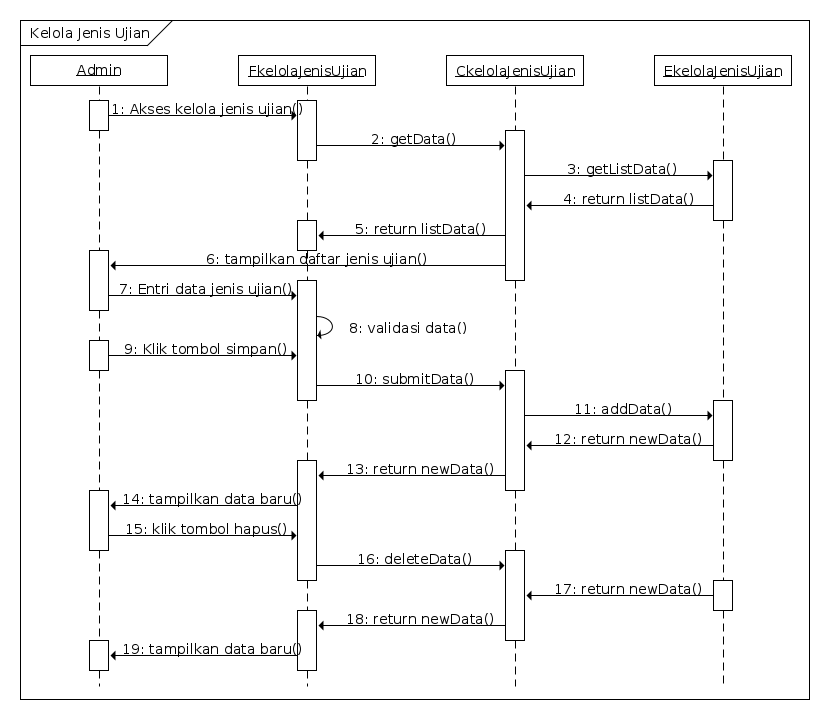 Kelola Jenis Ujian
Admin
FkelolaJenisUjian
CkelolaJenisUjian
EkelolaJenisUjian
1: Akses kelola jenis ujian()
2: getData()
3: getListData()
4: return listData()
5: return listData()
6: tampilkan daftar jenis ujian()
7: Entri data jenis ujian()
8: validasi data()
9: Klik tombol simpan()
10: submitData()
11: addData()
12: return newData()
13: return newData()
14: tampilkan data baru()
15: klik tombol hapus()
16: deleteData()
17: return newData()
18: return newData()
19: tampilkan data baru()